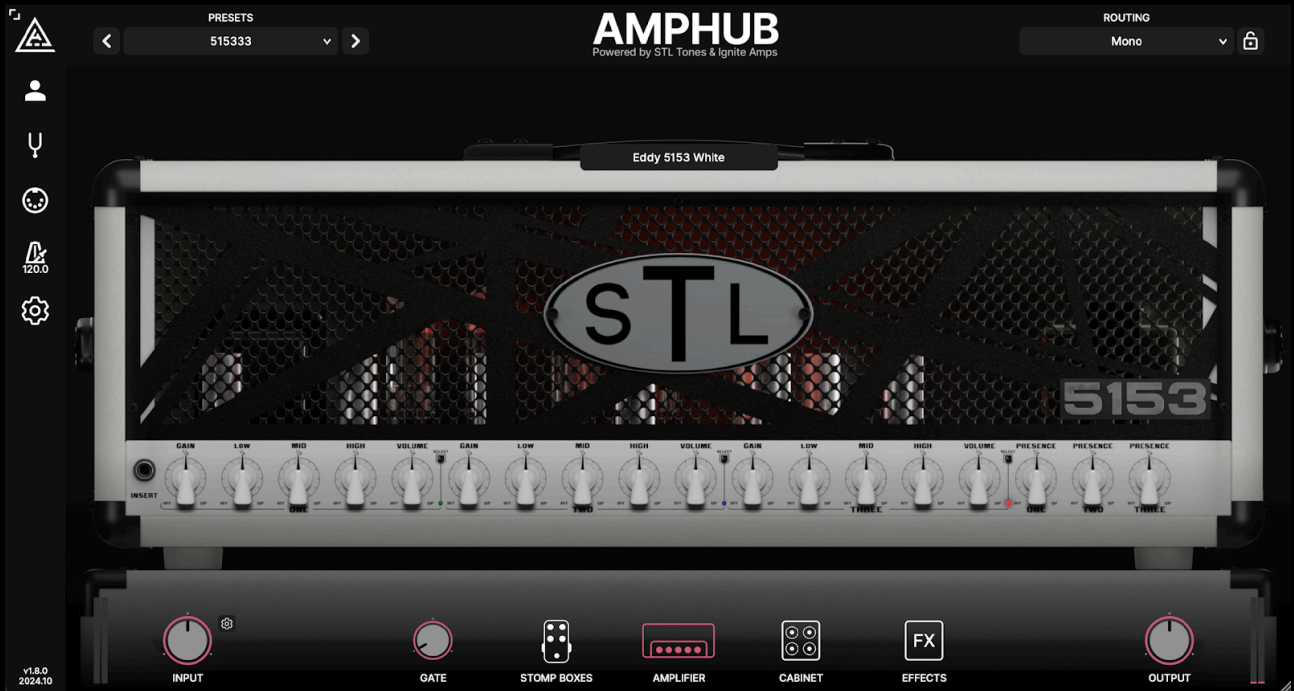 PRESETS
515333
AMPHUB
Powered by STL Tones & Ignite Amps
ROUTING
Mono
120.0
Eddy 5153 White
STL
5153
GAIN LOW MID HIGH VOLUME GAIN LOW MID HIGH VOLUME GAIN LOW MID HIGH VOLUME PRESENCE PRESENCE PRESENCE
SELECT SELECT SELECT
INSERT
ONE TWO THREE ONE TWO THREE
FX
INPUT GATE STOMP BOXES AMPLIFIER CABINET EFFECTS OUTPUT
v1.8.0
2024.10